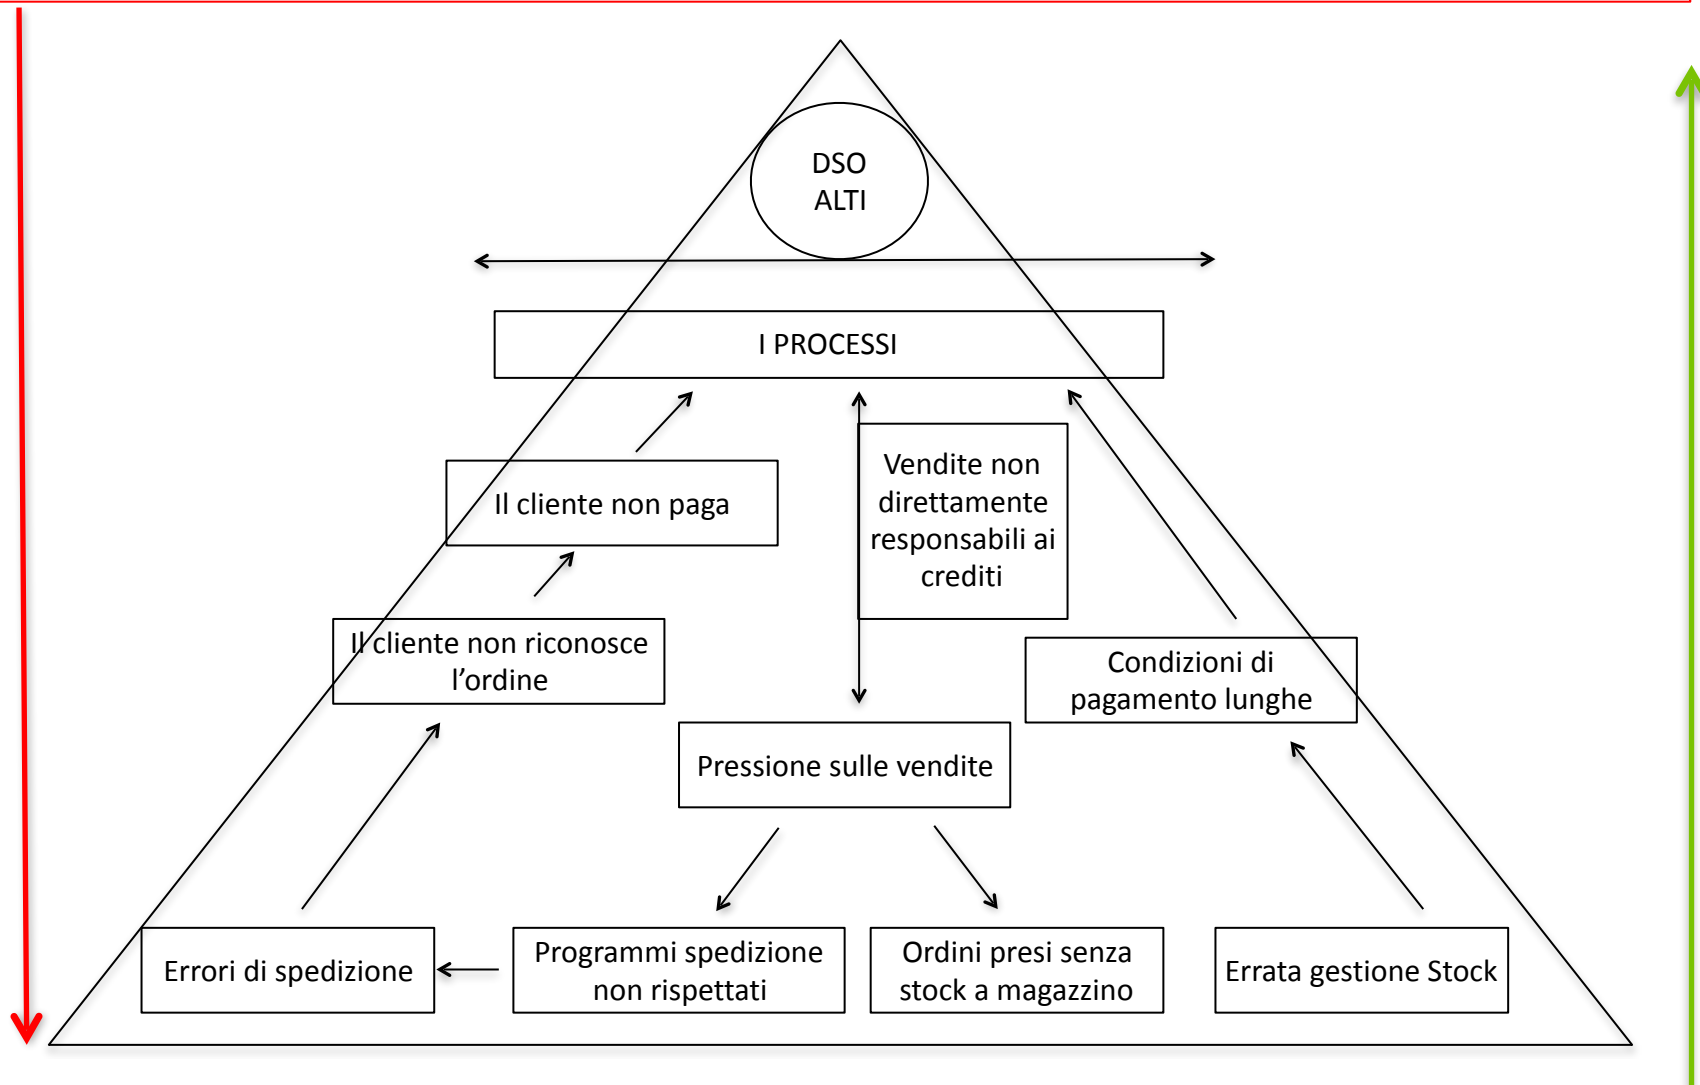 DSO
ALTI
I PROCESSI
Il cliente non paga
Vendite non
direttamente
responsabili ai
crediti
Il cliente non riconosce
l’ordine
Condizioni di
pagamento lunghe
Pressione sulle vendite
Errori di spedizione
Programmi spedizione
non rispettati
Ordini presi senza
stock a magazzino
Errata gestione Stock